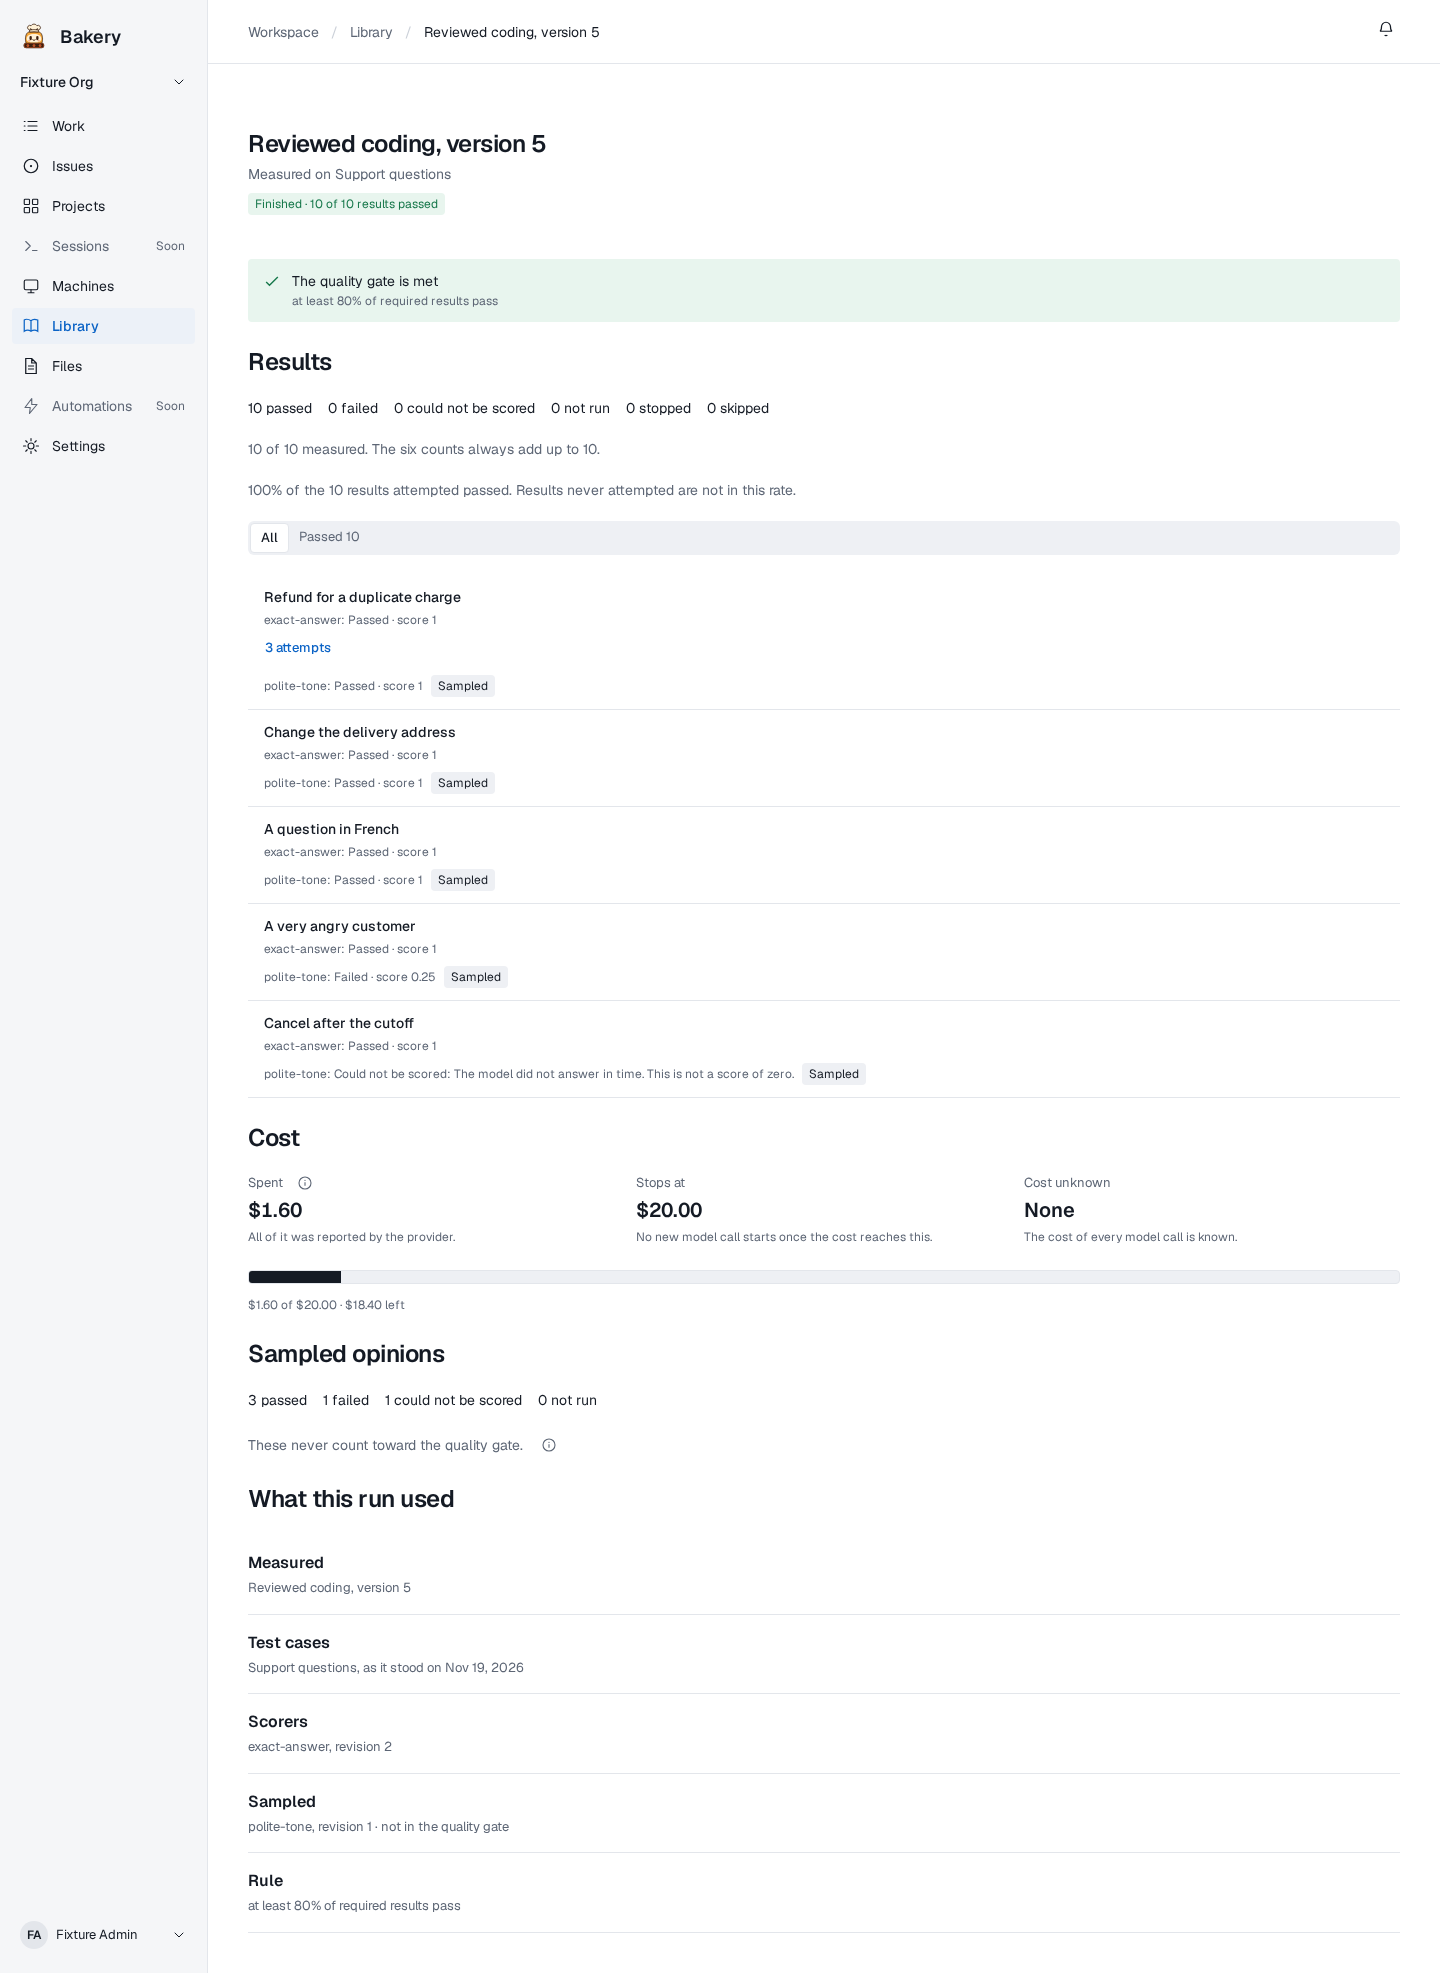 Bakery
Fixture Org
Work
Issues
Projects
Sessions Soon
Machines
Library
Files
Automations Soon
Settings
FA Fixture Admin
Workspace / Library / Reviewed coding, version 5
Reviewed coding, version 5
Measured on Support questions
Finished · 10 of 10 results passed
The quality gate is met
at least 80% of required results pass
Results
10 passed 0 failed 0 could not be scored 0 not run 0 stopped 0 skipped
10 of 10 measured. The six counts always add up to 10.
100% of the 10 results attempted passed. Results never attempted are not in this rate.
All Passed 10
Refund for a duplicate charge
exact-answer: Passed · score 1
3 attempts
polite-tone: Passed · score 1 Sampled
Change the delivery address
exact-answer: Passed · score 1
polite-tone: Passed · score 1 Sampled
A question in French
exact-answer: Passed · score 1
polite-tone: Passed · score 1 Sampled
A very angry customer
exact-answer: Passed · score 1
polite-tone: Failed · score 0.25 Sampled
Cancel after the cutoff
exact-answer: Passed · score 1
polite-tone: Could not be scored: The model did not answer in time. This is not a score of zero. Sampled
Cost
Spent Stops at Cost unknown
$1.60 $20.00 None
All of it was reported by the provider. No new model call starts once the cost reaches this. The cost of every model call is known.
$1.60 of $20.00 · $18.40 left
Sampled opinions
3 passed 1 failed 1 could not be scored 0 not run
These never count toward the quality gate.
What this run used
Measured
Reviewed coding, version 5
Test cases
Support questions, as it stood on Nov 19, 2026
Scorers
exact-answer, revision 2
Sampled
polite-tone, revision 1 · not in the quality gate
Rule
at least 80% of required results pass